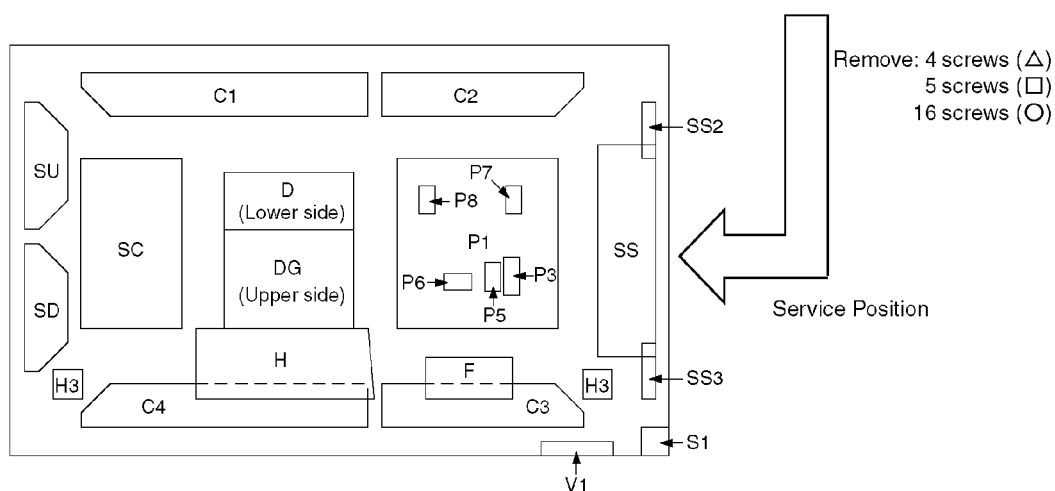 Remove: 4 screws (△)
5 screws (□)
16 screws (○)
C1
C2
SS2
SU
P7
D
(Lower side)
P8
SC
P1
SS
DG
(Upper side)
P6
P3
SD
P5
Service Position
H
F
H3
H3
SS3
C4
C3
S1
V1